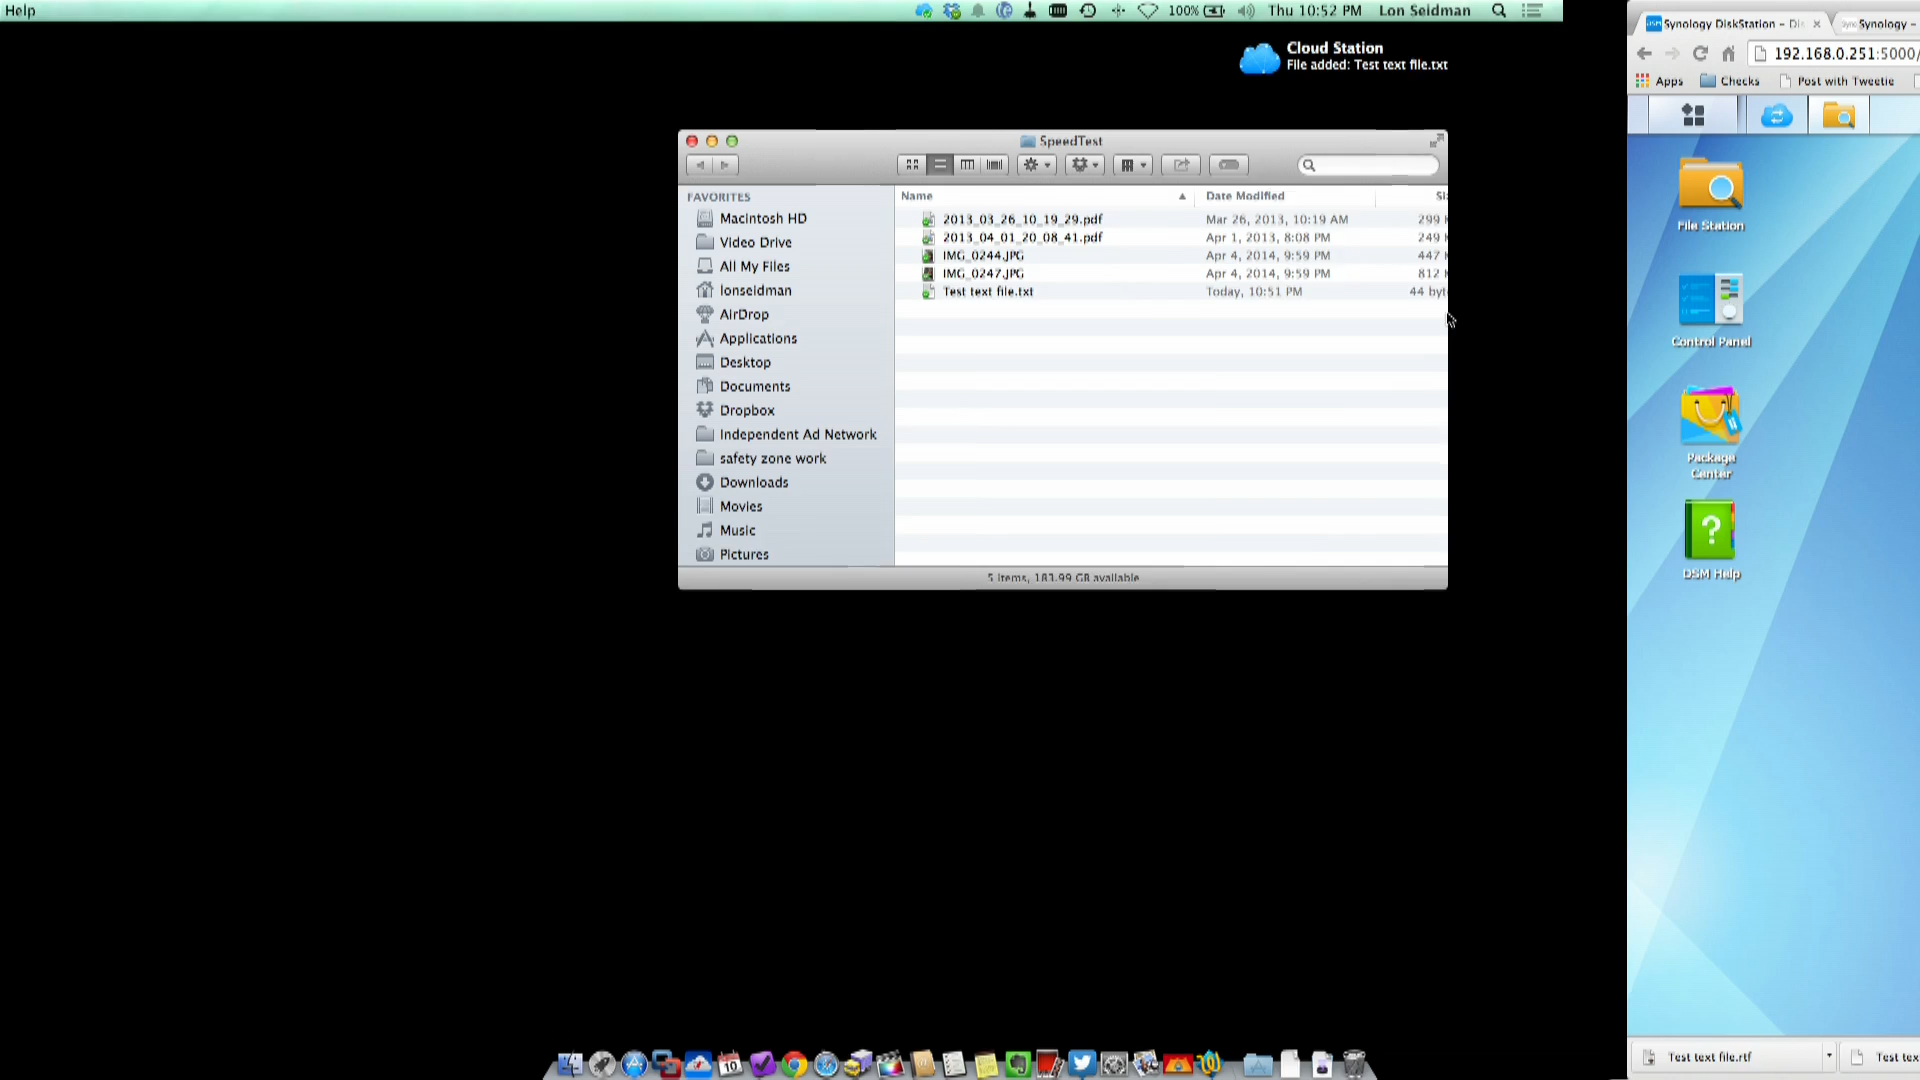 Help
100%
Thu 10:52 PM
Lon Seidman
Cloud Station
File added: Test text file.txt
SpeedTest
FAVORITES
Macintosh HD
Video Drive
All My Files
lonseidman
AirDrop
Applications
Desktop
Documents
Dropbox
Independent Ad Network
safety zone work
Downloads
Movies
Music
Pictures
Name Date Modified
2013_03_26_10_19_29.pdf Mar 26, 2013, 10:19 AM 299
2013_04_01_20_08_41.pdf Apr 1, 2013, 8:08 PM 249
IMG_0244.JPG Apr 4, 2014, 9:59 PM 447
IMG_0247.JPG Apr 4, 2014, 9:59 PM 812
Test text file.txt Today, 10:51 PM 44 byt
5 items, 183.99 GB available
10
Synology DiskStation - Di
Synology -
192.168.0.251:5000/
Apps
Checks
Post with Tweetie
File Station
Control Panel
Package
Center
DSM Help
Test text file.rtf
Test tex